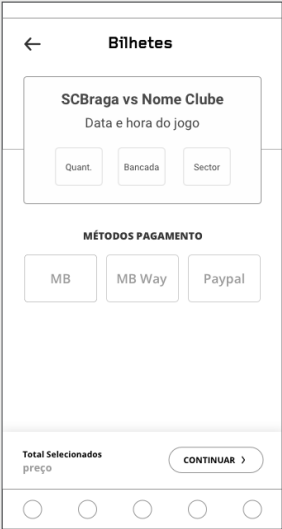 Bilhetes
SCBraga vs Nome Clube
Data e hora do jogo
Quant. Bancada Sector
MÉTODOS PAGAMENTO
MB MB Way Paypal
Total Selecionados
preço
CONTINUAR